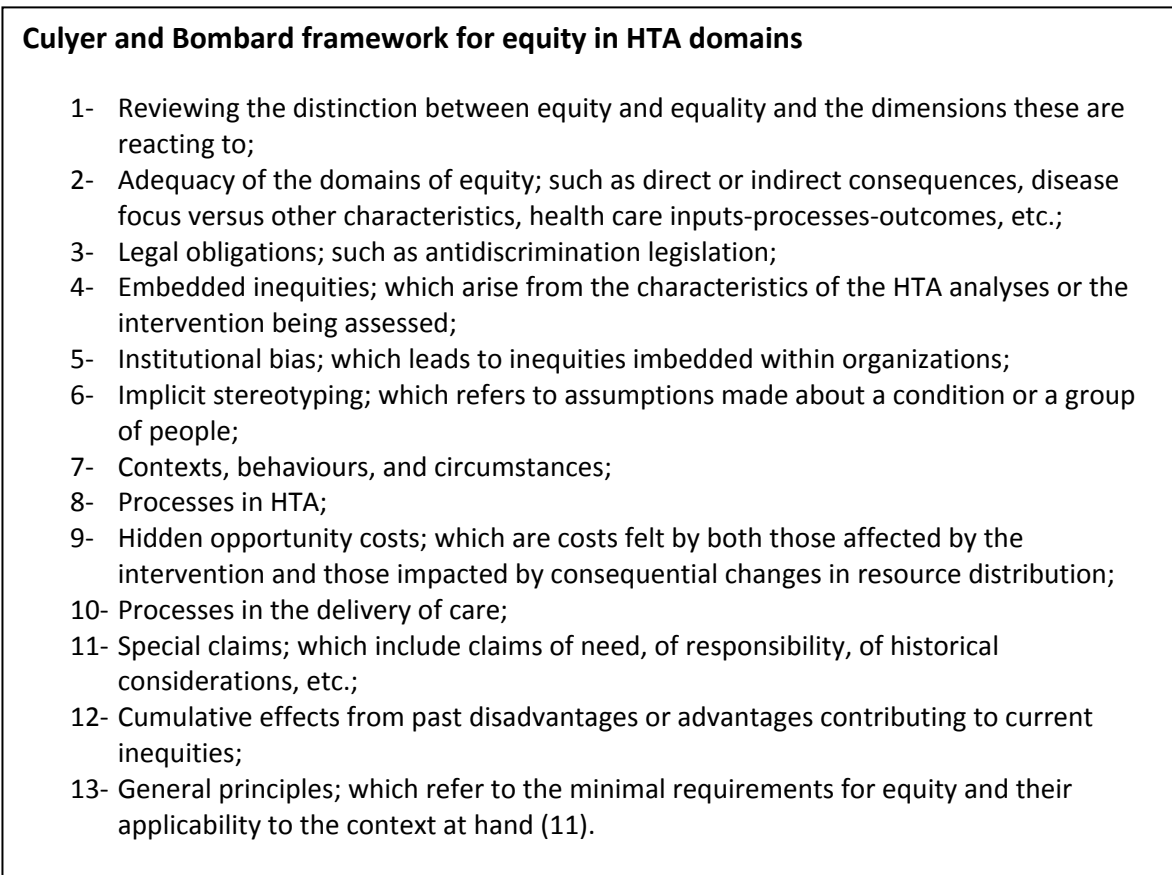 Culyer and Bombard framework for equity in HTA domains
1- Reviewing the distinction between equity and equality and the dimensions these are
reacting to;
2- Adequacy of the domains of equity; such as direct or indirect consequences, disease
focus versus other characteristics, health care inputs-processes-outcomes, etc.;
3- Legal obligations; such as antidiscrimination legislation;
4- Embedded inequities; which arise from the characteristics of the HTA analyses or the
intervention being assessed;
5- Institutional bias; which leads to inequities imbedded within organizations;
6- Implicit stereotyping; which refers to assumptions made about a condition or a group
of people;
7- Contexts, behaviours, and circumstances;
8- Processes in HTA;
9- Hidden opportunity costs; which are costs felt by both those affected by the
intervention and those impacted by consequential changes in resource distribution;
10- Processes in the delivery of care;
11- Special claims; which include claims of need, of responsibility, of historical
considerations, etc.;
12- Cumulative effects from past disadvantages or advantages contributing to current
inequities;
13- General principles; which refer to the minimal requirements for equity and their
applicability to the context at hand (11).